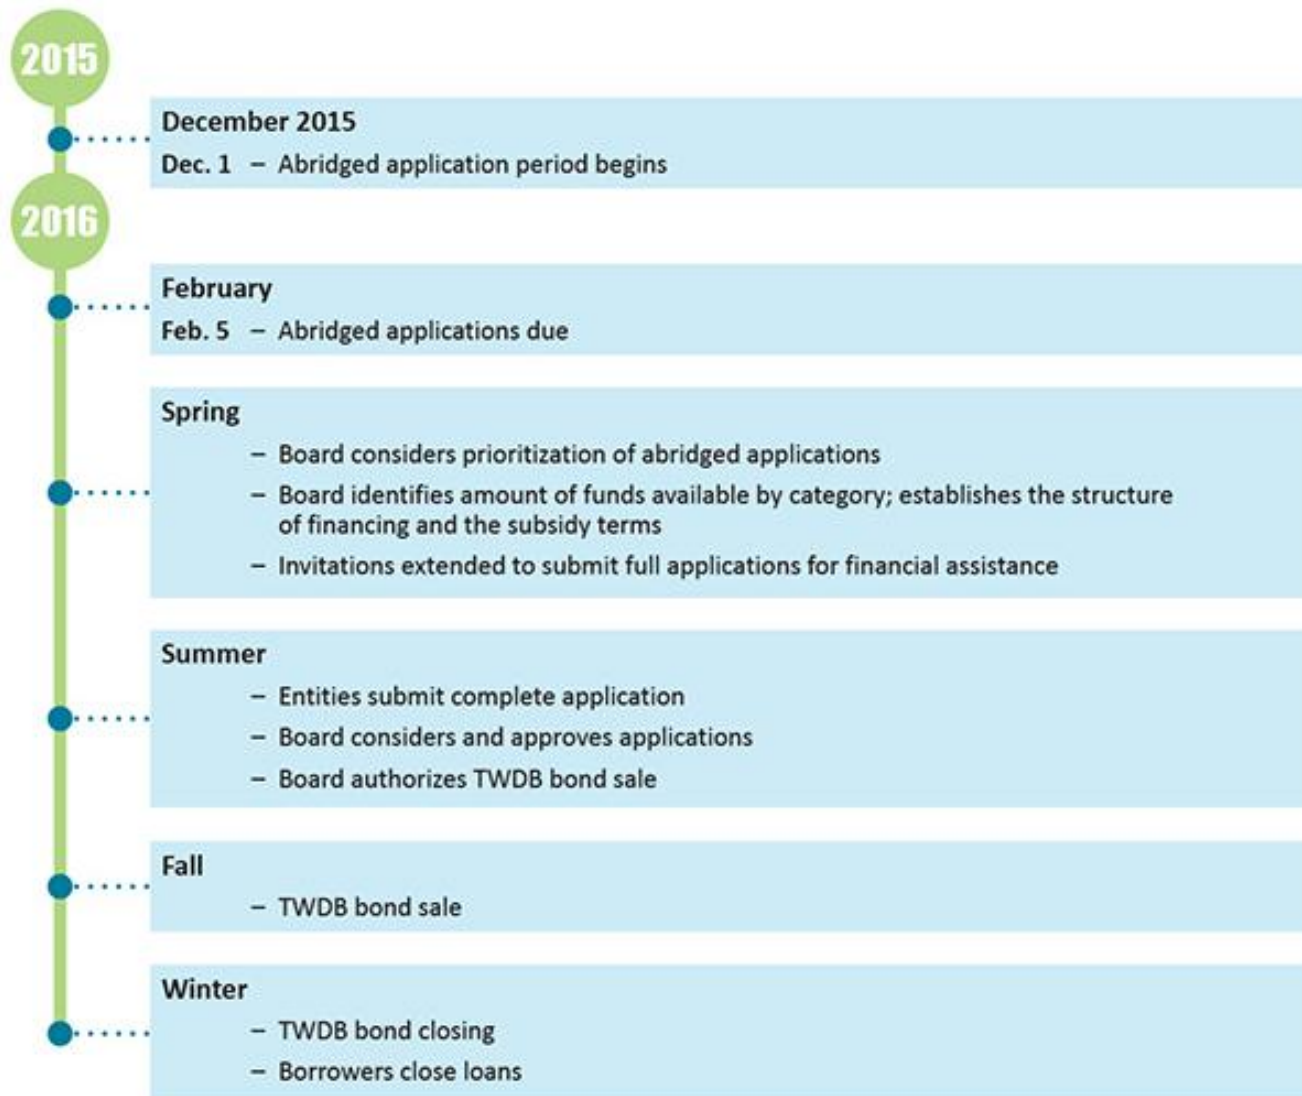 2015
December 2015
Dec. 1 – Abridged application period begins
2016
February
Feb. 5 – Abridged applications due
Spring
– Board considers prioritization of abridged applications
– Board identifies amount of funds available by category; establishes the structure
of financing and the subsidy terms
– Invitations extended to submit full applications for financial assistance
Summer
– Entities submit complete application
– Board considers and approves applications
– Board authorizes TWDB bond sale
Fall
– TWDB bond sale
Winter
– TWDB bond closing
– Borrowers close loans